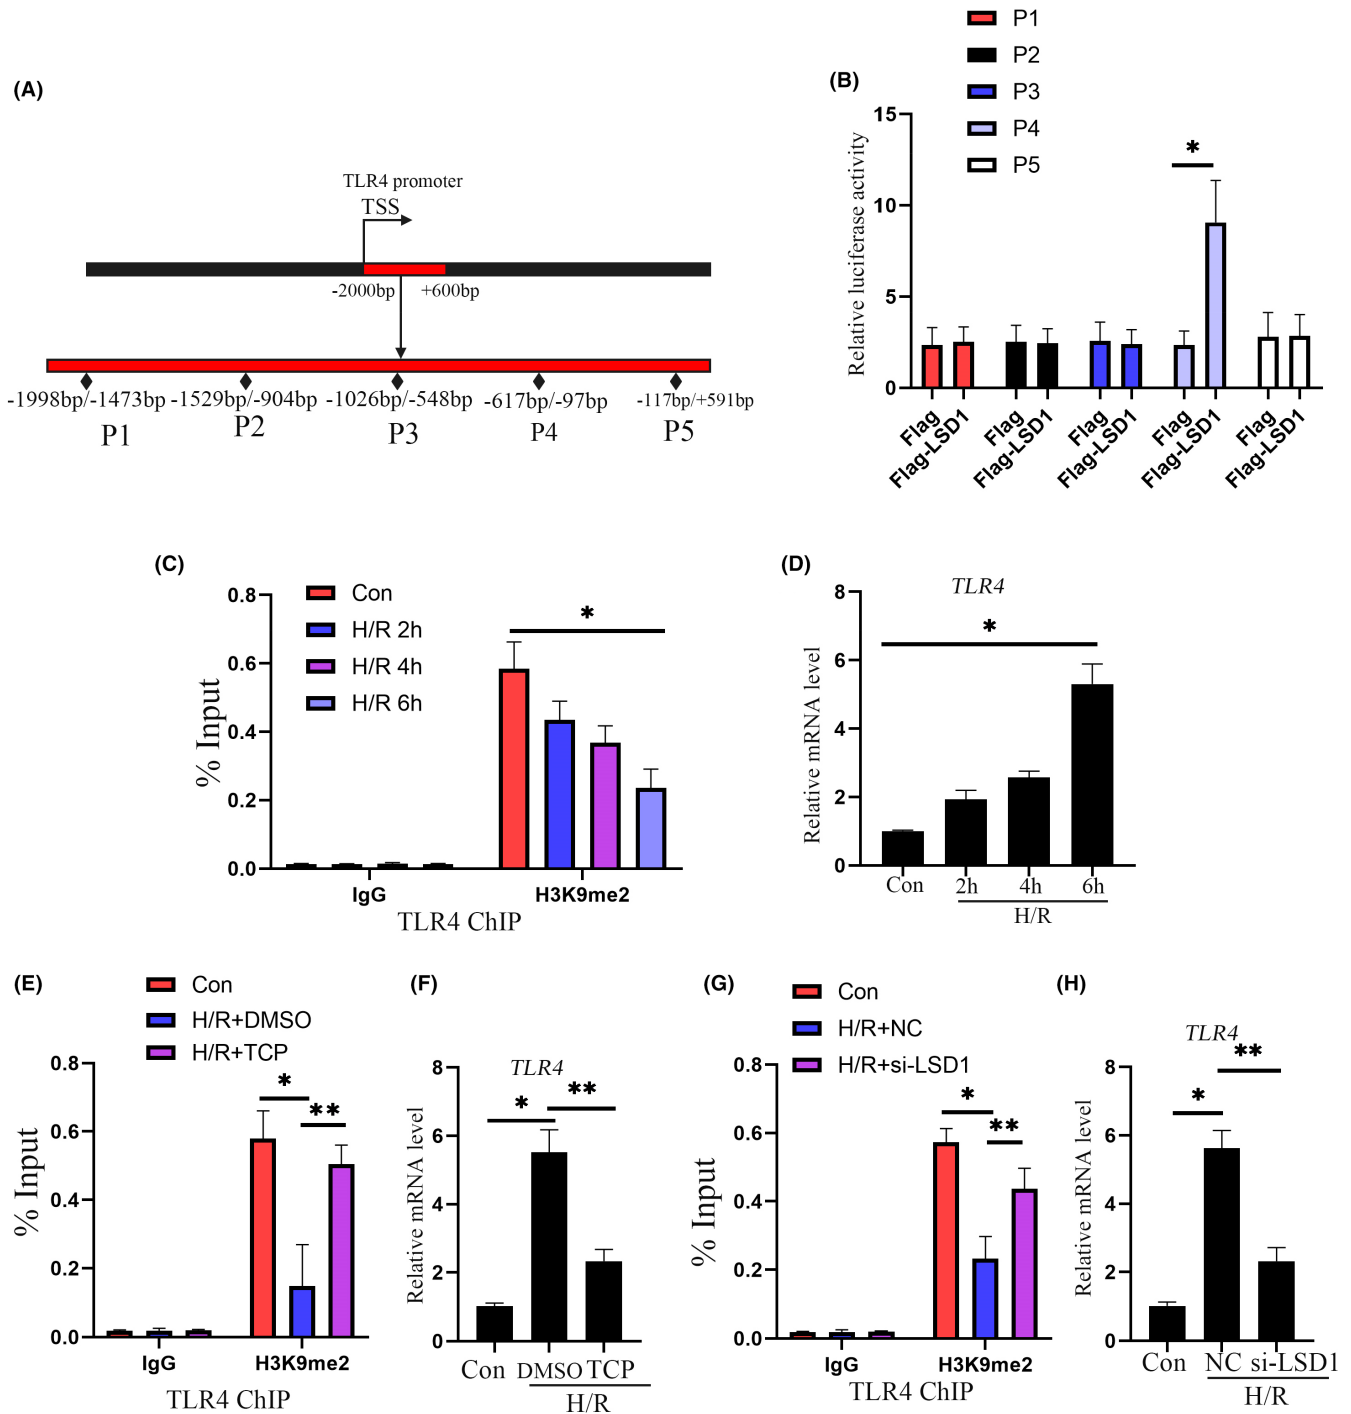 (A)
TLR4 promoter
TSS
-2000bp
+600bp
-1998bp/-1473bp
-1529bp/-904bp
-1026bp/-548bp
-617bp/-97bp
-117bp/+591bp
P1
P2
P3
P4
P5
(B)
P1
P2
P3
P4
P5
Relative luciferase activity
15
10
5
0
*
Flag
Flag-LSD1
Flag
Flag-LSD1
Flag
Flag-LSD1
Flag
Flag-LSD1
Flag
Flag-LSD1
(C)
Con
H/R 2h
H/R 4h
H/R 6h
% Input
0.8
0.6
0.4
0.2
0.0
*
IgG
H3K9me2
TLR4 ChIP
(D)
TLR4
*
Relative mRNA level
8
6
4
2
0
Con
2h
4h
6h
H/R
(E)
Con
H/R+DMSO
H/R+TCP
% Input
0.8
0.6
0.4
0.2
0.0
*
**
IgG
H3K9me2
TLR4 ChIP
(F)
TLR4
*
**
Relative mRNA level
8
6
4
2
0
Con
DMSO
TCP
H/R
(G)
Con
H/R+NC
H/R+si-LSD1
% Input
0.8
0.6
0.4
0.2
0.0
*
**
IgG
H3K9me2
TLR4 ChIP
(H)
TLR4
**
*
Relative mRNA level
8
6
4
2
0
Con
NC
si-LSD1
H/R